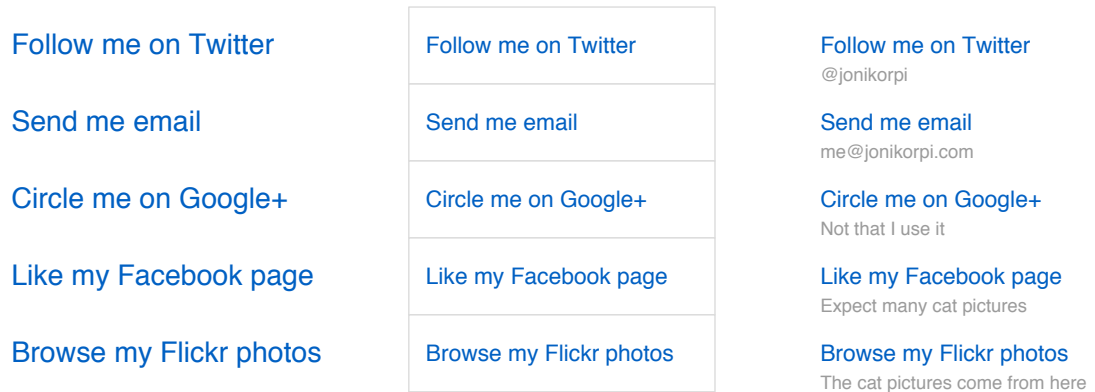 Follow me on Twitter
Send me email
Circle me on Google+
Like my Facebook page
Browse my Flickr photos
Follow me on Twitter
Send me email
Circle me on Google+
Like my Facebook page
Browse my Flickr photos
Follow me on Twitter
@jonikorpi
Send me email
me@jonikorpi.com
Circle me on Google+
Not that I use it
Like my Facebook page
Expect many cat pictures
Browse my Flickr photos
The cat pictures come from here